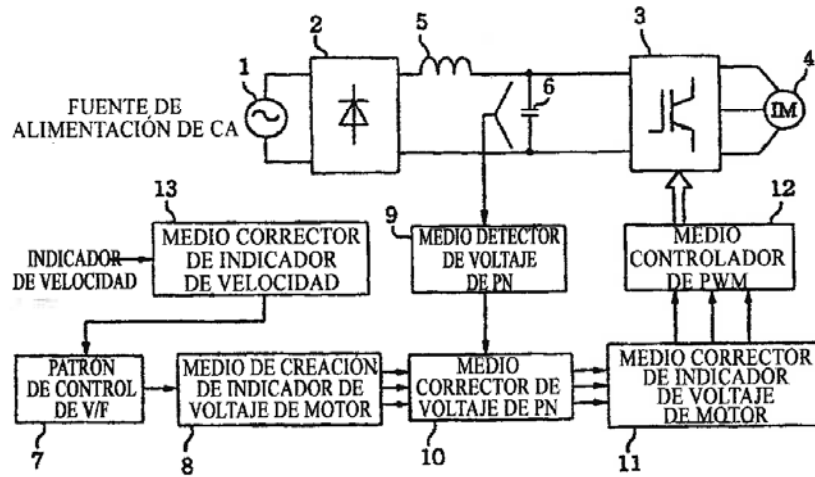 1
2
5
6
3
4
FUENTE DE
ALIMENTACIÓN DE CA
IM
13
MEDIO CORRECTOR
DE INDICADOR
DE VELOCIDAD
INDICADOR
DE VELOCIDAD
9
MEDIO DETECTOR
DE VOLTAJE
DE PN
12
MEDIO
CONTROLADOR
DE PWM
PATRÓN
DE CONTROL
DE V/F
7
MEDIO DE CREACIÓN
DE INDICADOR DE
VOLTAJE DE MOTOR
8
MEDIO
CORRECTOR DE
VOLTAJE DE PN
10
MEDIO CORRECTOR
DE INDICADOR
DE VOLTAJE
DE MOTOR
11